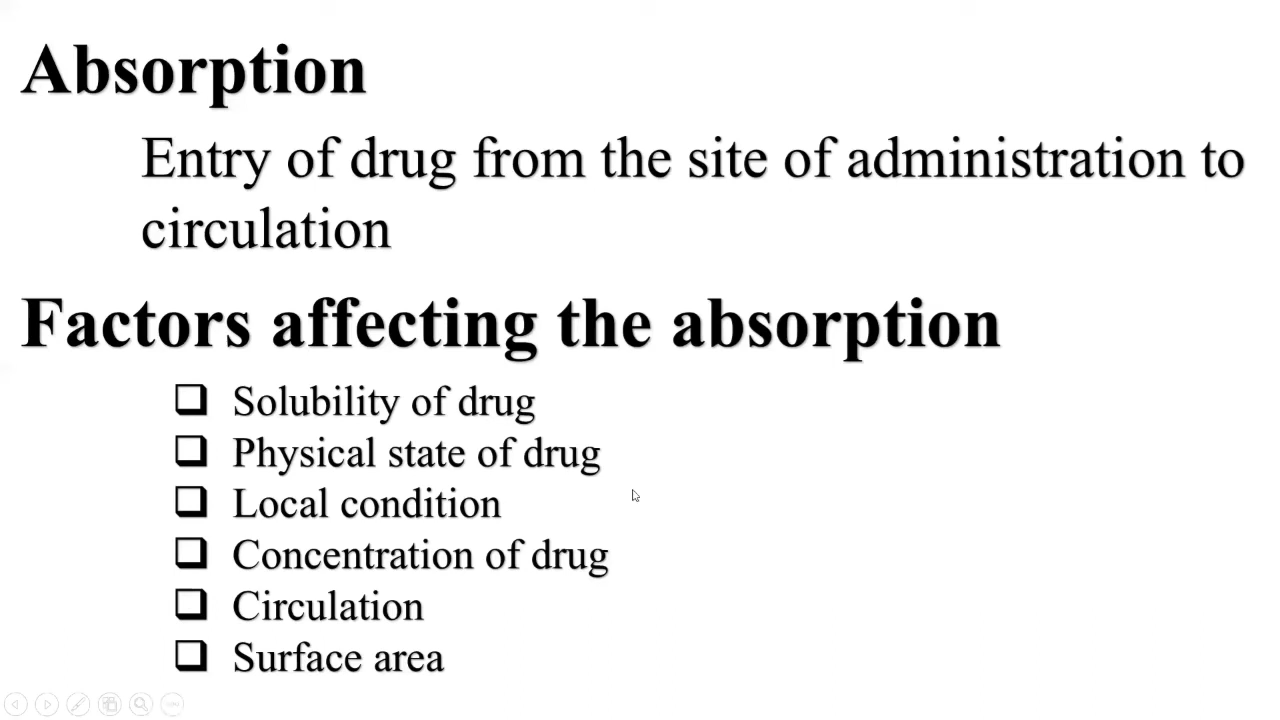 Absorption
Entry of drug from the site of administration to
circulation
Factors affecting the absorption
❑ Solubility of drug
❑ Physical state of drug
❑ Local condition
❑ Concentration of drug
❑ Circulation
❑ Surface area